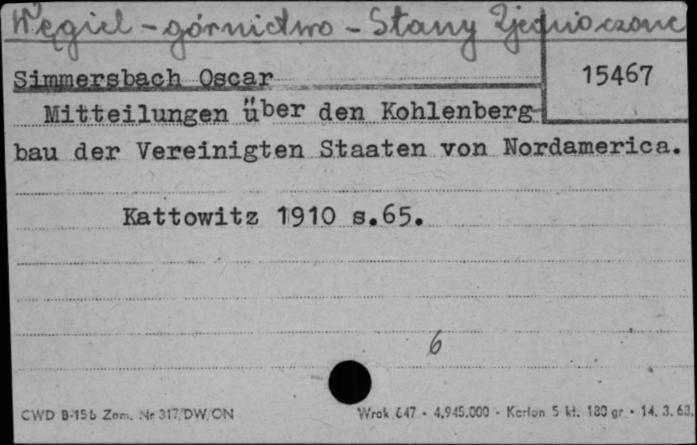 Węgiel - górnictwo - Stany Zjednoczone
Simmersbach Oscar
15467
Mitteilungen über den Kohlenberg-
bau der Vereinigten Staaten von Nordamerica.
Kattowitz 1910 s.65.
6
CWD B-156 Zam. Nr 317/DW/ON
Wrak 647 - 4.945.000 - Karton 5 kl. 180 gr. - 14. 3. 63.